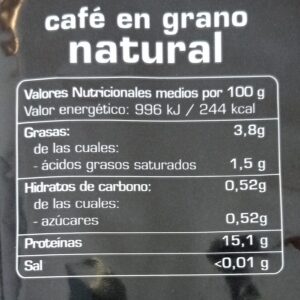 café en grano
natural
Valores Nutricionales medios por 100 g
Valor energético: 996 kJ / 244 kcal
Grasas: 3,8g
de las cuales:
- ácidos grasos saturados 1,5 g
Hidratos de carbono: 0,52g
de las cuales:
- azúcares 0,52g
Proteínas 15,1 g
Sal <0,01 g